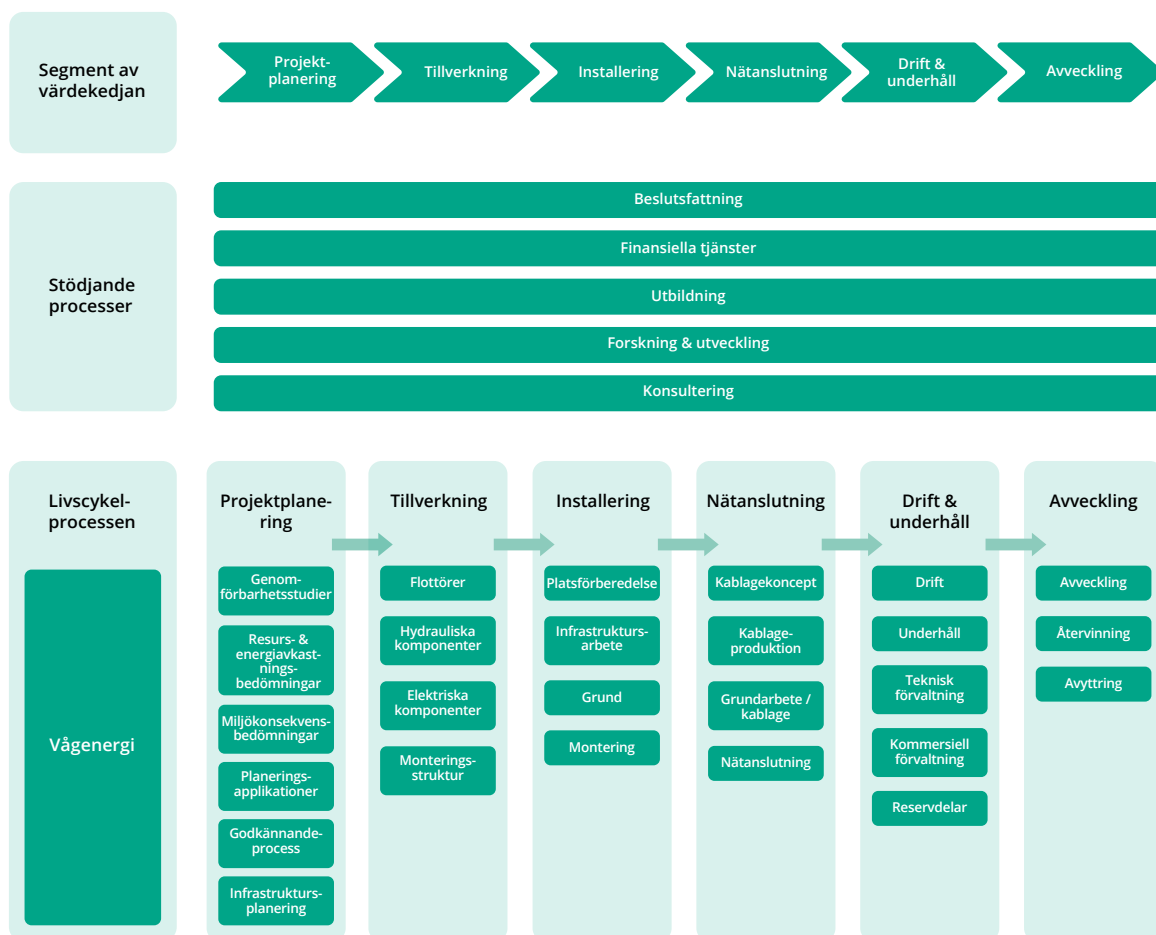 Segment av
värdekedjan
Projekt-
planering
Tillverkning
Installering
Nätanslutning
Drift &
underhåll
Avveckling
Stödjande
processer
Beslutsfattning
Finansiella tjänster
Utbildning
Forskning & utveckling
Konsultering
Livscykel-
processen
Vågenergi
Projektplane-
ring
Genom-
förbarhetsstudier
Resurs- &
energiavkast-
nings-
bedömningar
Miljökonsekvens-
bedömningar
Planerings-
applikationer
Godkännande-
process
Infrastrukturs-
planering
Tillverkning
Flottörer
Hydrauliska
komponenter
Elektriska
komponenter
Monterings-
struktur
Installering
Platsförberedelse
Infrastrukturs-
arbete
Grund
Montering
Nätanslutning
Kablagekoncept
Kablage-
produktion
Grundarbete /
kablage
Nätanslutning
Drift &
underhåll
Drift
Underhåll
Teknisk
förvaltning
Kommersiell
förvaltning
Reservdelar
Avveckling
Avveckling
Återvinning
Avyttring